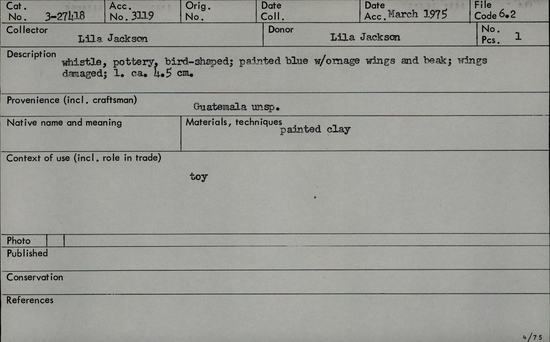 Cat. No. 3-27418 Acc. No. 3119 Orig. No. Date Coll. Date Acc. March 1975 File Code 6.2
Collector Lila Jackson Donor Lila Jackson No. Pcs. 1
Description whistle, pottery, bird-shaped; painted blue w/ornage wings and beak; wings
damaged; l. ca. 4.5 cm.
Provenience (incl. craftsman) Guatemala unsp.
Native name and meaning Materials, techniques painted clay
Context of use (incl. role in trade)
toy
Photo
Published
Conservation
References
4/75